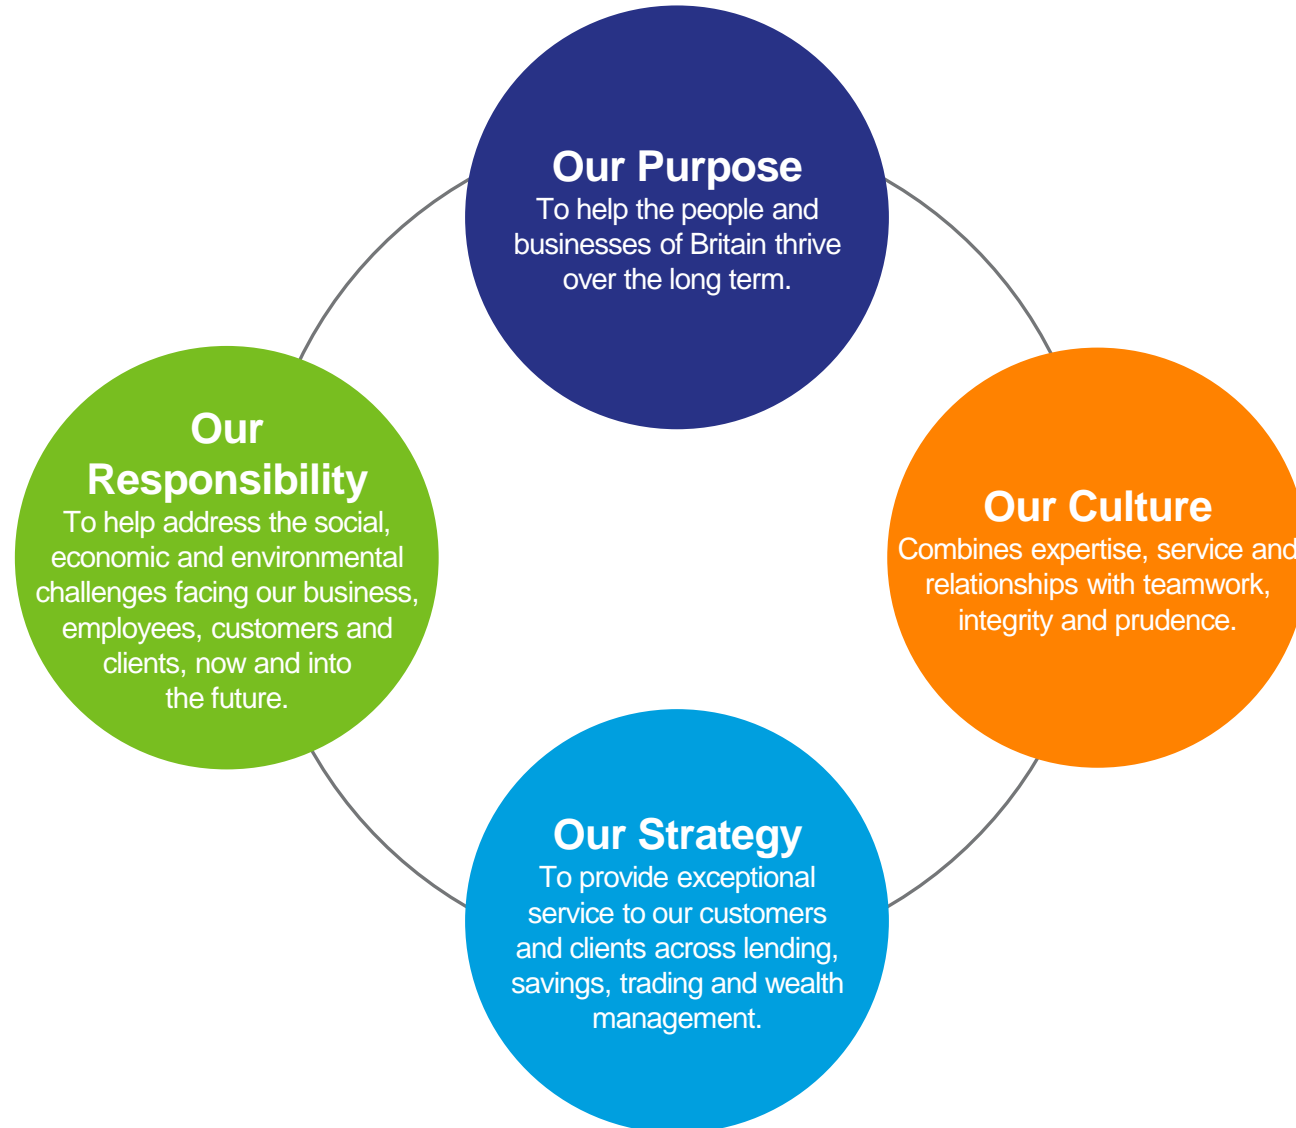 Our Purpose
To help the people and
businesses of Britain thrive
over the long term.
Our
Responsibility
To help address the social,
economic and environmental
challenges facing our business,
employees, customers and
clients, now and into
the future.
Our Culture
Combines expertise, service and
relationships with teamwork,
integrity and prudence.
Our Strategy
To provide exceptional
service to our customers
and clients across lending,
savings, trading and wealth
management.